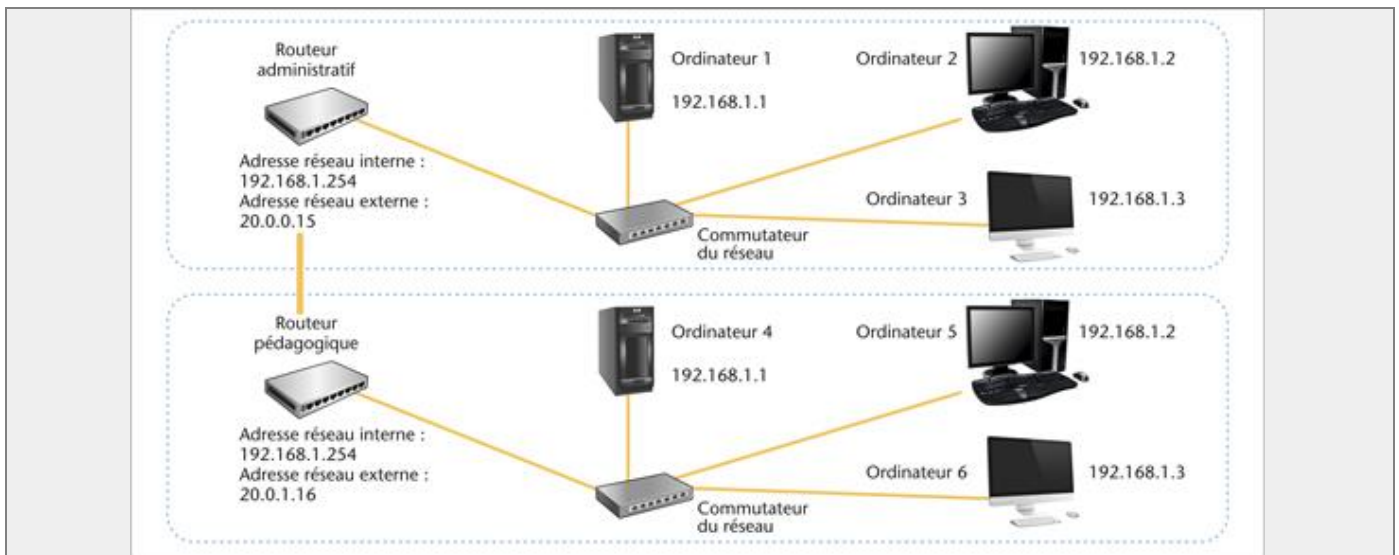 Routeur
administratif
Adresse réseau interne :
192.168.1.254
Adresse réseau externe :
20.0.0.15
Ordinateur 1
192.168.1.1
Ordinateur 2
192.168.1.2
Ordinateur 3
192.168.1.3
Commutateur
du réseau
Routeur
pédagogique
Adresse réseau interne :
192.168.1.254
Adresse réseau externe :
20.0.1.16
Ordinateur 4
192.168.1.1
Ordinateur 5
192.168.1.2
Ordinateur 6
192.168.1.3
Commutateur
du réseau